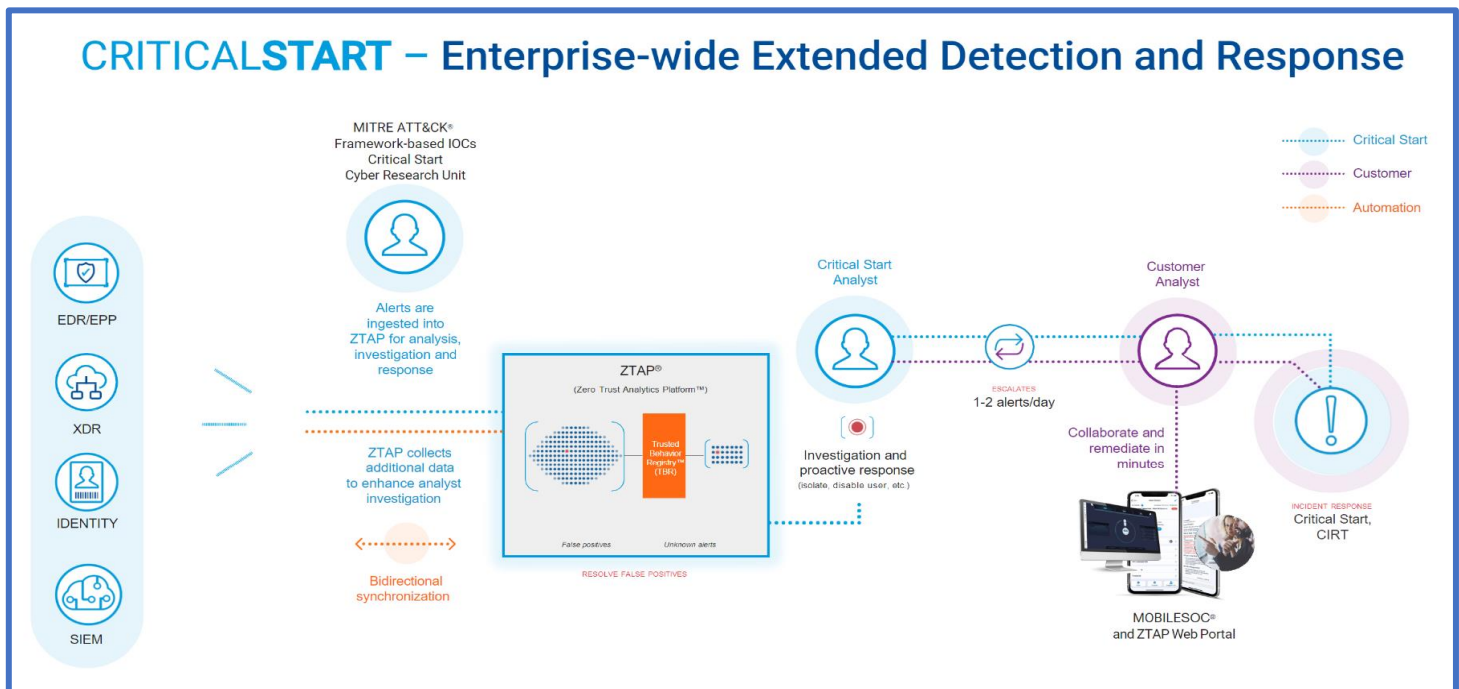 CRITICALSTART – Enterprise-wide Extended Detection and Response
MITRE ATT&CK®
Framework-based IOCs
Critical Start
Cyber Research Unit
Critical Start
Customer
Automation
EDR/EPP
XDR
IDENTITY
SIEM
Alerts are
ingested into
ZTAP for analysis,
investigation and
response
ZTAP collects
additional data
to enhance analyst
investigation
Bidirectional
synchronization
ZTAP®
(Zero Trust Analytics Platform™)
Trusted
Behavior
Registry™
(TBR)
False positives
Unknown alerts
RESOLVE FALSE POSITIVES
Critical Start
Analyst
Investigation and
proactive response
(isolate, disable user, etc.)
ESCALATES
1-2 alerts/day
Customer
Analyst
Collaborate and
remediate in
minutes
MOBILESOC®
and ZTAP Web Portal
INCIDENT RESPONSE
Critical Start,
CIRT